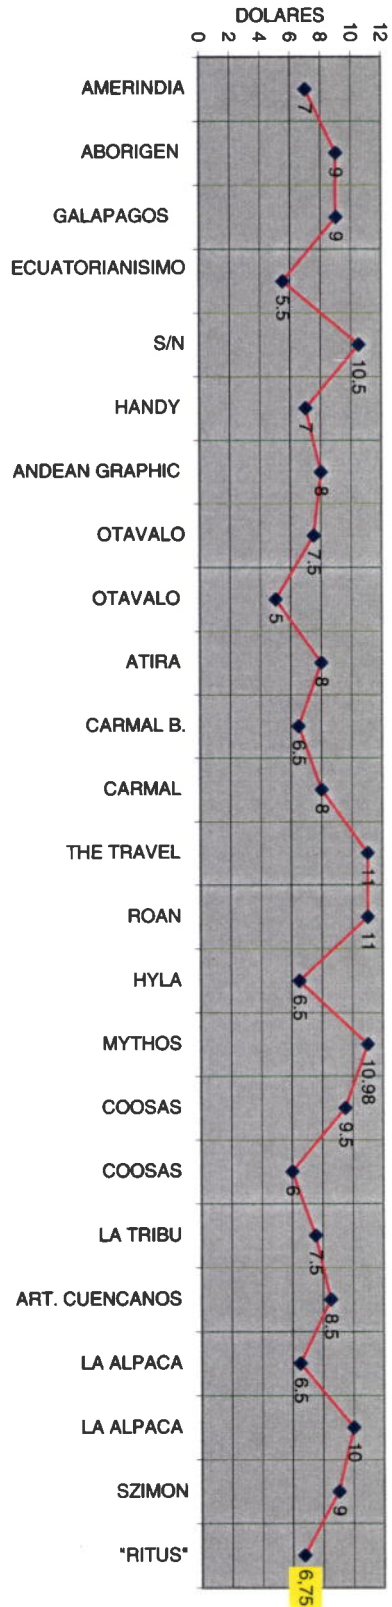 DOLARES
0 2 4 6 8 10 12
AMERINDIA 7
ABORIGEN 9
GALAPAGOS 9
ECUATORIANISIMO 5.5
S/N 10.5
HANDY 7
ANDEAN GRAPHIC 8
OTAVALO 7.5
OTAVALO 5
ATIRA 8
CARMAL B. 6.5
CARMAL 8
THE TRAVEL 11
ROAN 11
HYLA 6.5
MYTHOS 10.98
COOSAS 9.5
COOSAS 6
LA TRIBU 7.5
ART. CUENCANOS 8.5
LA ALPACA 6.5
LA ALPACA 10
SZIMON 9
"RITUS" 6,75